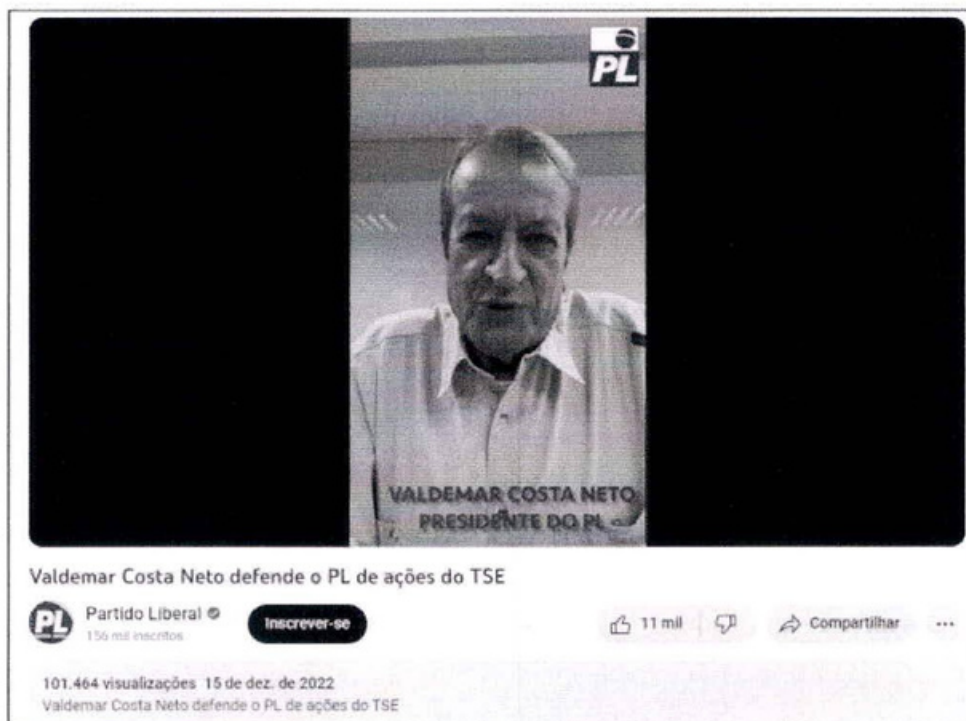 PL
VALDEMAR COSTA NETO
PRESIDENTE DO PL
Valdemar Costa Neto defende o PL de ações do TSE
PL
Partido Liberal
156 mil inscritos
Inscrever-se
11 mil
Compartilhar
101.464 visualizações 15 de dez. de 2022
Valdemar Costa Neto defende o PL de ações do TSE